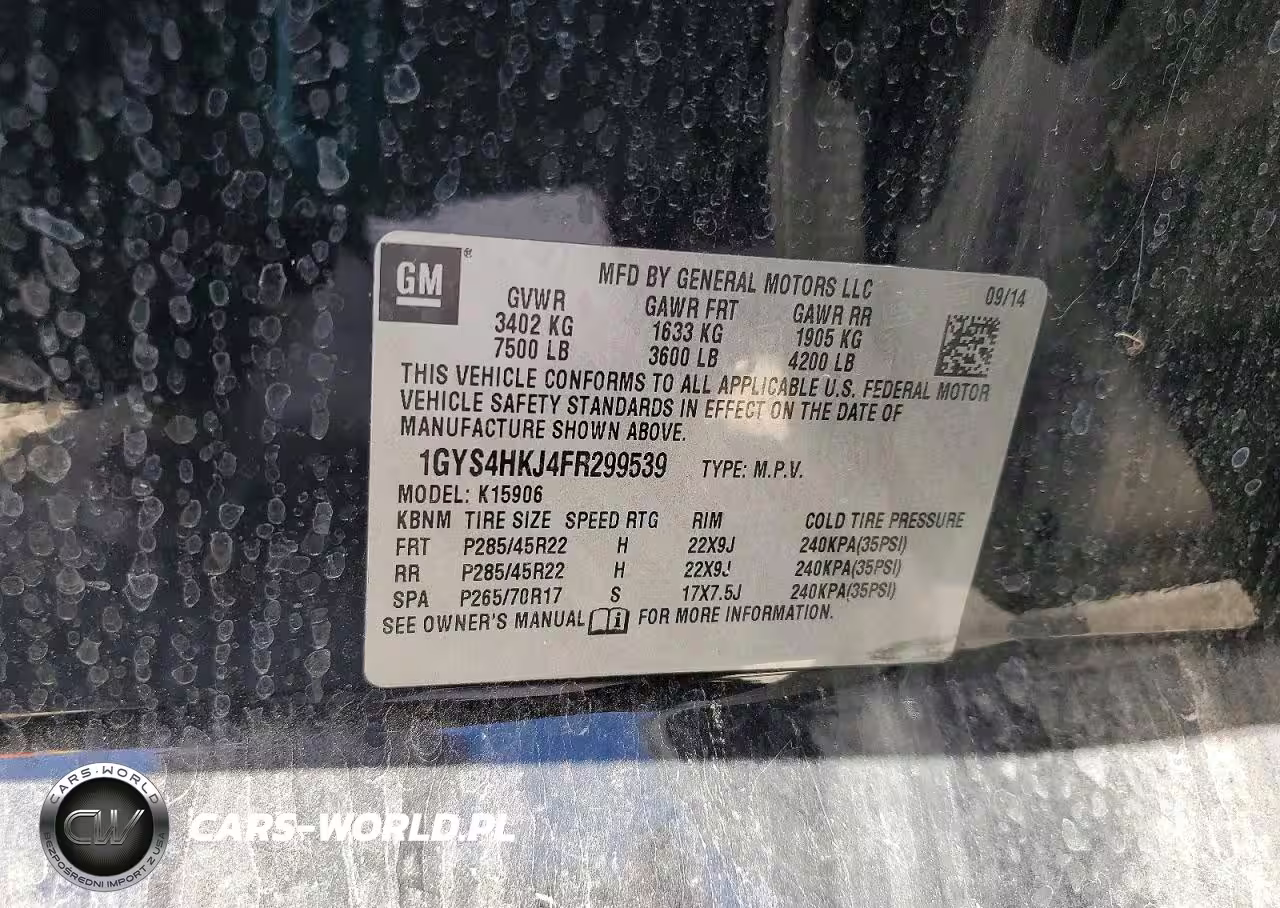 GM®
MFD BY GENERAL MOTORS LLC 09/14
GVWR GAWR FRT GAWR RR
3402 KG 1633 KG 1905 KG
7500 LB 3600 LB 4200 LB
THIS VEHICLE CONFORMS TO ALL APPLICABLE U.S. FEDERAL MOTOR
VEHICLE SAFETY STANDARDS IN EFFECT ON THE DATE OF
MANUFACTURE SHOWN ABOVE.
1GYS4HKJ4FR299539 TYPE: M.P.V.
MODEL: K15906
KBNM TIRE SIZE SPEED RTG RIM COLD TIRE PRESSURE
FRT P285/45R22 H 22X9J 240KPA(35PSI)
RR P285/45R22 H 22X9J 240KPA(35PSI)
SPA P265/70R17 S 17X7.5J 240KPA(35PSI)
SEE OWNER'S MANUAL FOR MORE INFORMATION.
CARS-WORLD
CW
BEZPOŚREDNI IMPORT Z USA
CARS-WORLD.PL